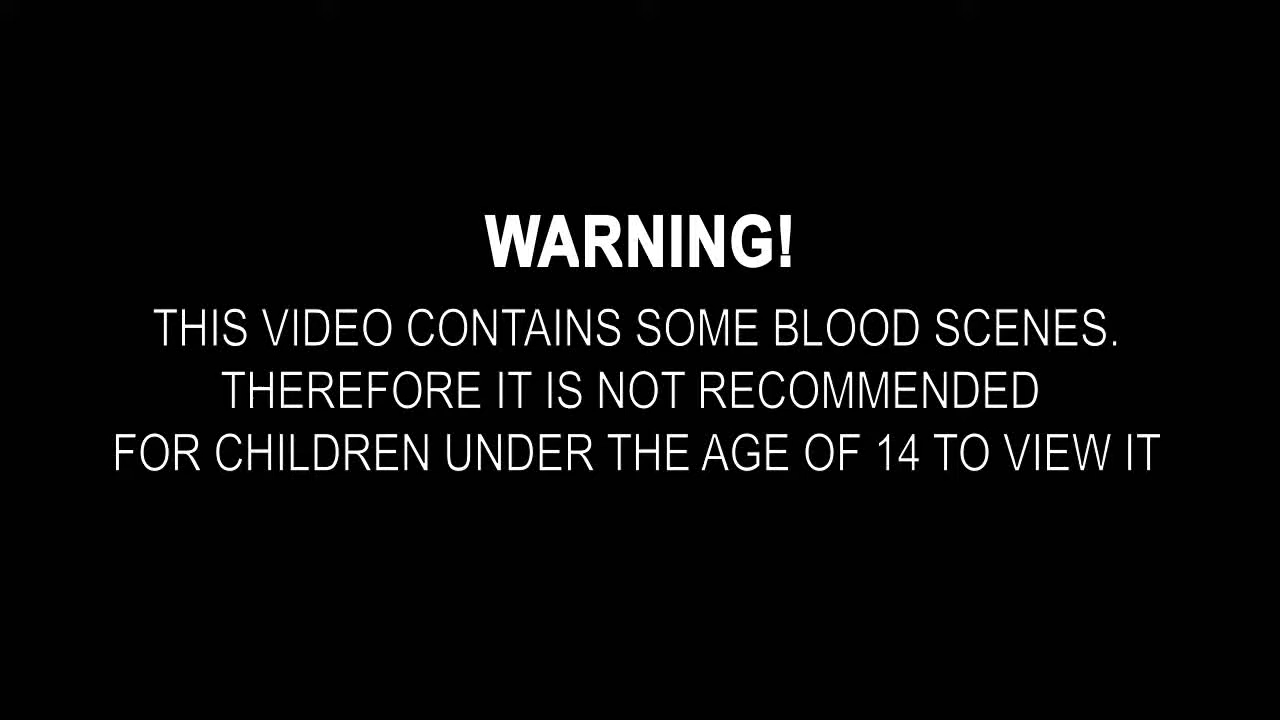 WARNING!
THIS VIDEO CONTAINS SOME BLOOD SCENES.
THEREFORE IT IS NOT RECOMMENDED
FOR CHILDREN UNDER THE AGE OF 14 TO VIEW IT